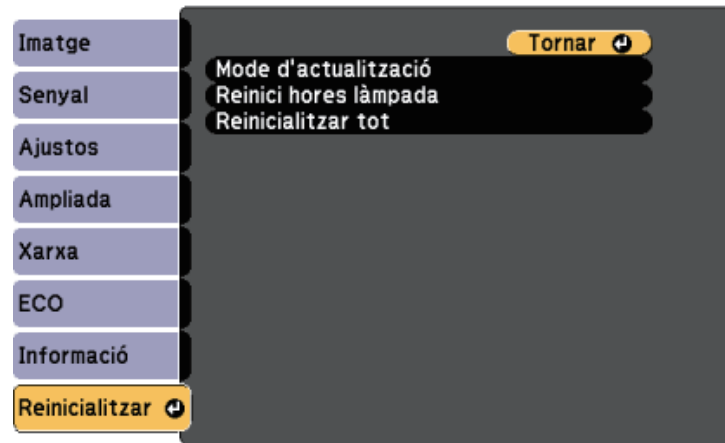 Imatge
Senyal
Ajustos
Ampliada
Xarxa
ECO
Informació
Reinicialitzar
Tornar
Mode d'actualització
Reinici hores làmpada
Reinicialitzar tot